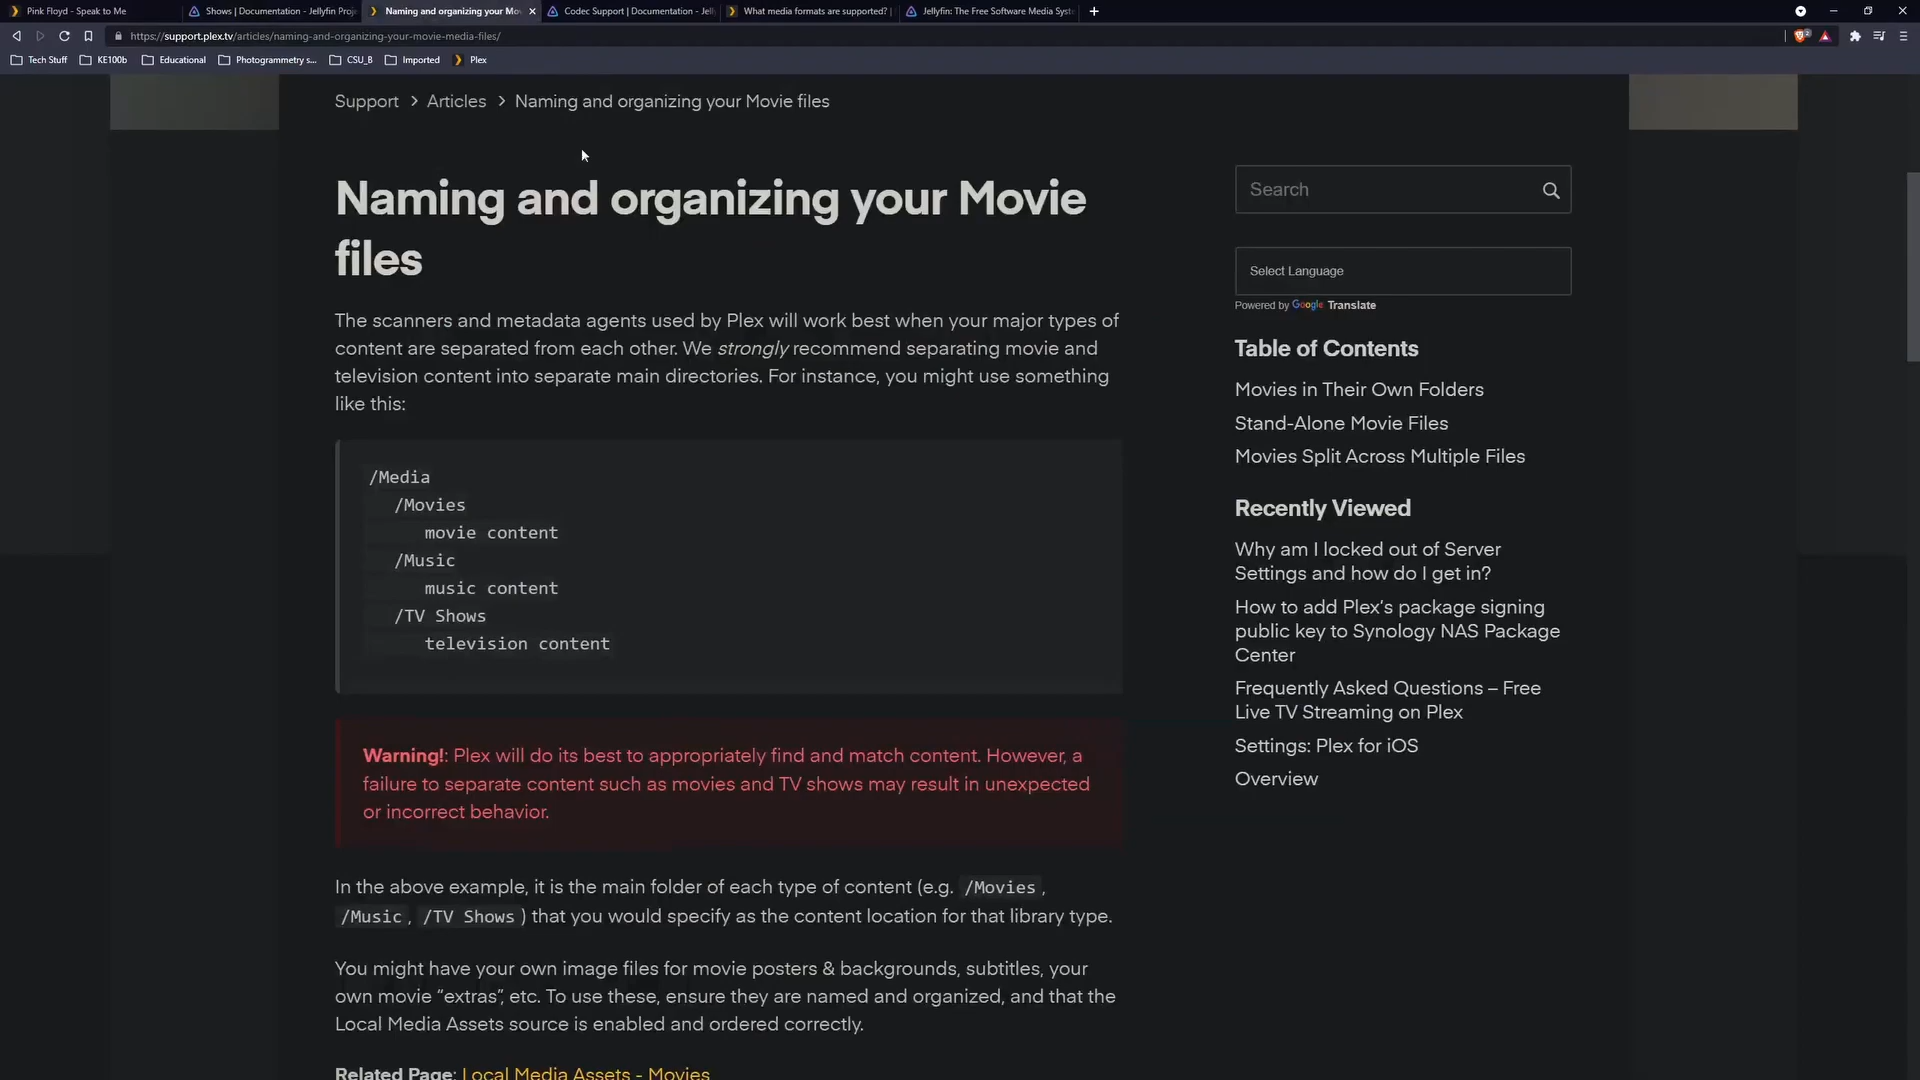 Pink Floyd - Speak to Me
Shows | Documentation - Jellyfin Proj
Naming and organizing your Mov
Codec Support | Documentation - Jell
What media formats are supported? |
Jellyfin: The Free Software Media Syst
https://support.plex.tv/articles/naming-and-organizing-your-movie-media-files/
Tech Stuff
KE100b
Educational
Photogrammetry s...
CSU_B
Imported
Plex
Support > Articles > Naming and organizing your Movie files
Naming and organizing your Movie
files
The scanners and metadata agents used by Plex will work best when your major types of
content are separated from each other. We strongly recommend separating movie and
television content into separate main directories. For instance, you might use something
like this:
/Media
/Movies
movie content
/Music
music content
/TV Shows
television content
Warning!: Plex will do its best to appropriately find and match content. However, a
failure to separate content such as movies and TV shows may result in unexpected
or incorrect behavior.
In the above example, it is the main folder of each type of content (e.g. /Movies,
/Music, /TV Shows) that you would specify as the content location for that library type.
You might have your own image files for movie posters & backgrounds, subtitles, your
own movie “extras”, etc. To use these, ensure they are named and organized, and that the
Local Media Assets source is enabled and ordered correctly.
Related Page: Local Media Assets - Movies
Search
Select Language
Powered by Google Translate
Table of Contents
Movies in Their Own Folders
Stand-Alone Movie Files
Movies Split Across Multiple Files
Recently Viewed
Why am I locked out of Server
Settings and how do I get in?
How to add Plex’s package signing
public key to Synology NAS Package
Center
Frequently Asked Questions – Free
Live TV Streaming on Plex
Settings: Plex for iOS
Overview